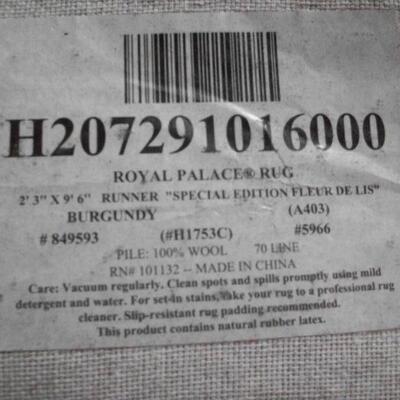 H207291016000
ROYAL PALACE® RUG
2' 3" X 9' 6" RUNNER "SPECIAL EDITION FLEUR DE LIS"
BURGUNDY (A403)
# 849593 (#H1753C) #5966
PILE: 100% WOOL 70 LINE
RN# 101132 -- MADE IN CHINA
Care: Vacuum regularly. Clean spots and spills promptly using mild
detergent and water. For set-in stains, take your rug to a professional rug
cleaner. Slip-resistant rug padding recommended.
This product contains natural rubber latex.